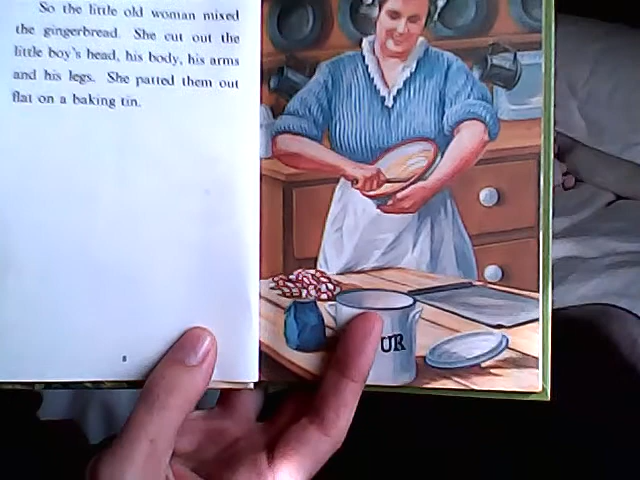 So the little old woman mixed
the gingerbread. She cut out the
little boy's head, his body, his arms
and his legs. She patted them out
flat on a baking tin.
UR
8